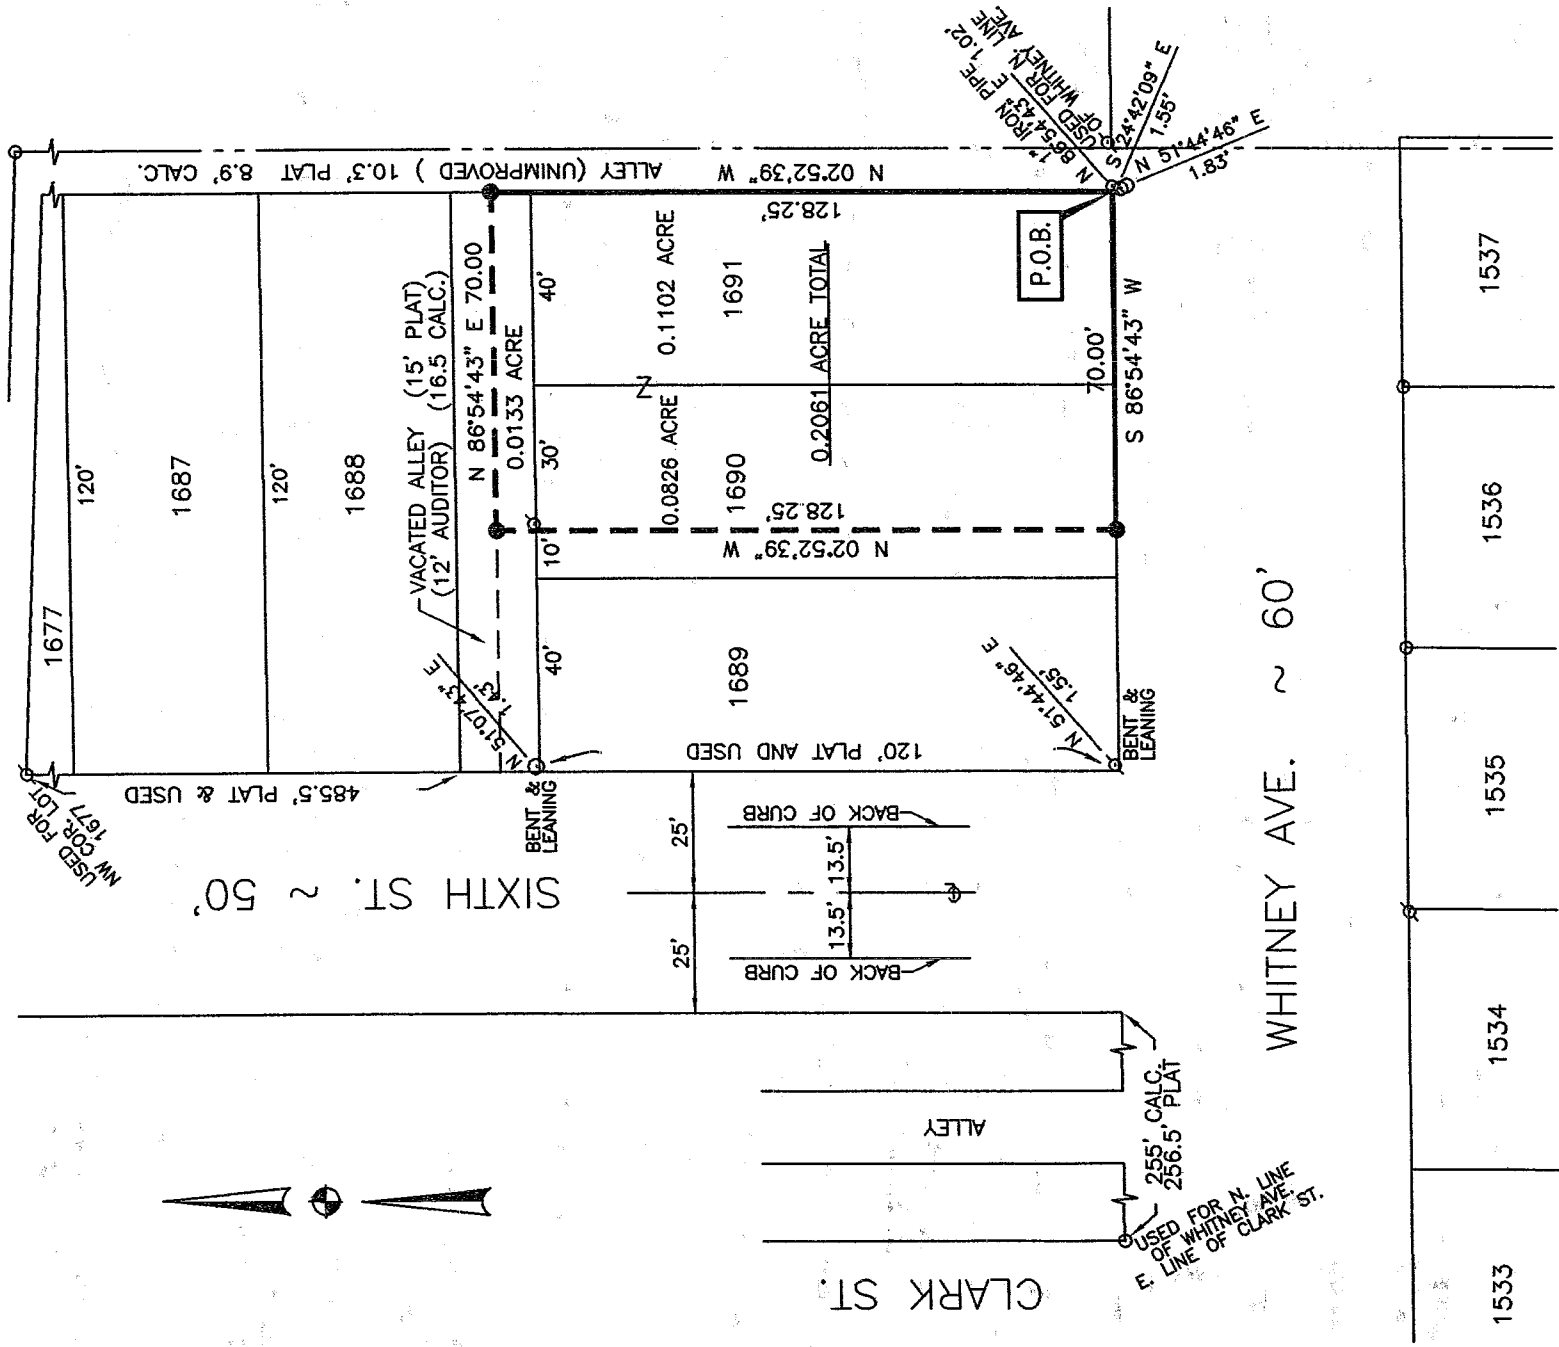 USED FOR
NW COR. LOT
1677
1677
120'
1687
120'
1688
485.5' PLAT & USED
ALLEY (UNIMPROVED ) 10.3' PLAT 8.9' CALC.
N 02°52'39" W
128.25'
VACATED ALLEY (15' PLAT)
(12' AUDITOR) (16.5 CALC.)
N 86°54'43" E 70.00
0.0133 ACRE
40'
30'
10'
40'
N 51°07'43" E
1.43'
BENT &
LEANING
0.0826 ACRE
0.1102 ACRE
Z
1690
1691
0.2061 ACRE TOTAL
128.25'
N 02°52'39" W
1689
120' PLAT AND USED
N 51°44'46" E
1.55'
BENT &
LEANING
P.O.B.
70.00'
S 86°54'43" W
1" IRON PIPE
N 86°54'43" E 1.02'
USED FOR N. LINE
OF WHITNEY AVE.
S 24°42'09" E
1.55'
N 51°44'46" E
1.83'
SIXTH ST. ~ 50'
25'
25'
BACK OF CURB
13.5'
13.5'
BACK OF CURB
WHITNEY AVE. ~ 60'
ALLEY
255' CALC.
256.5' PLAT
USED FOR N. LINE
OF WHITNEY AVE.
E. LINE OF CLARK ST.
CLARK ST.
1533
1534
1535
1536
1537